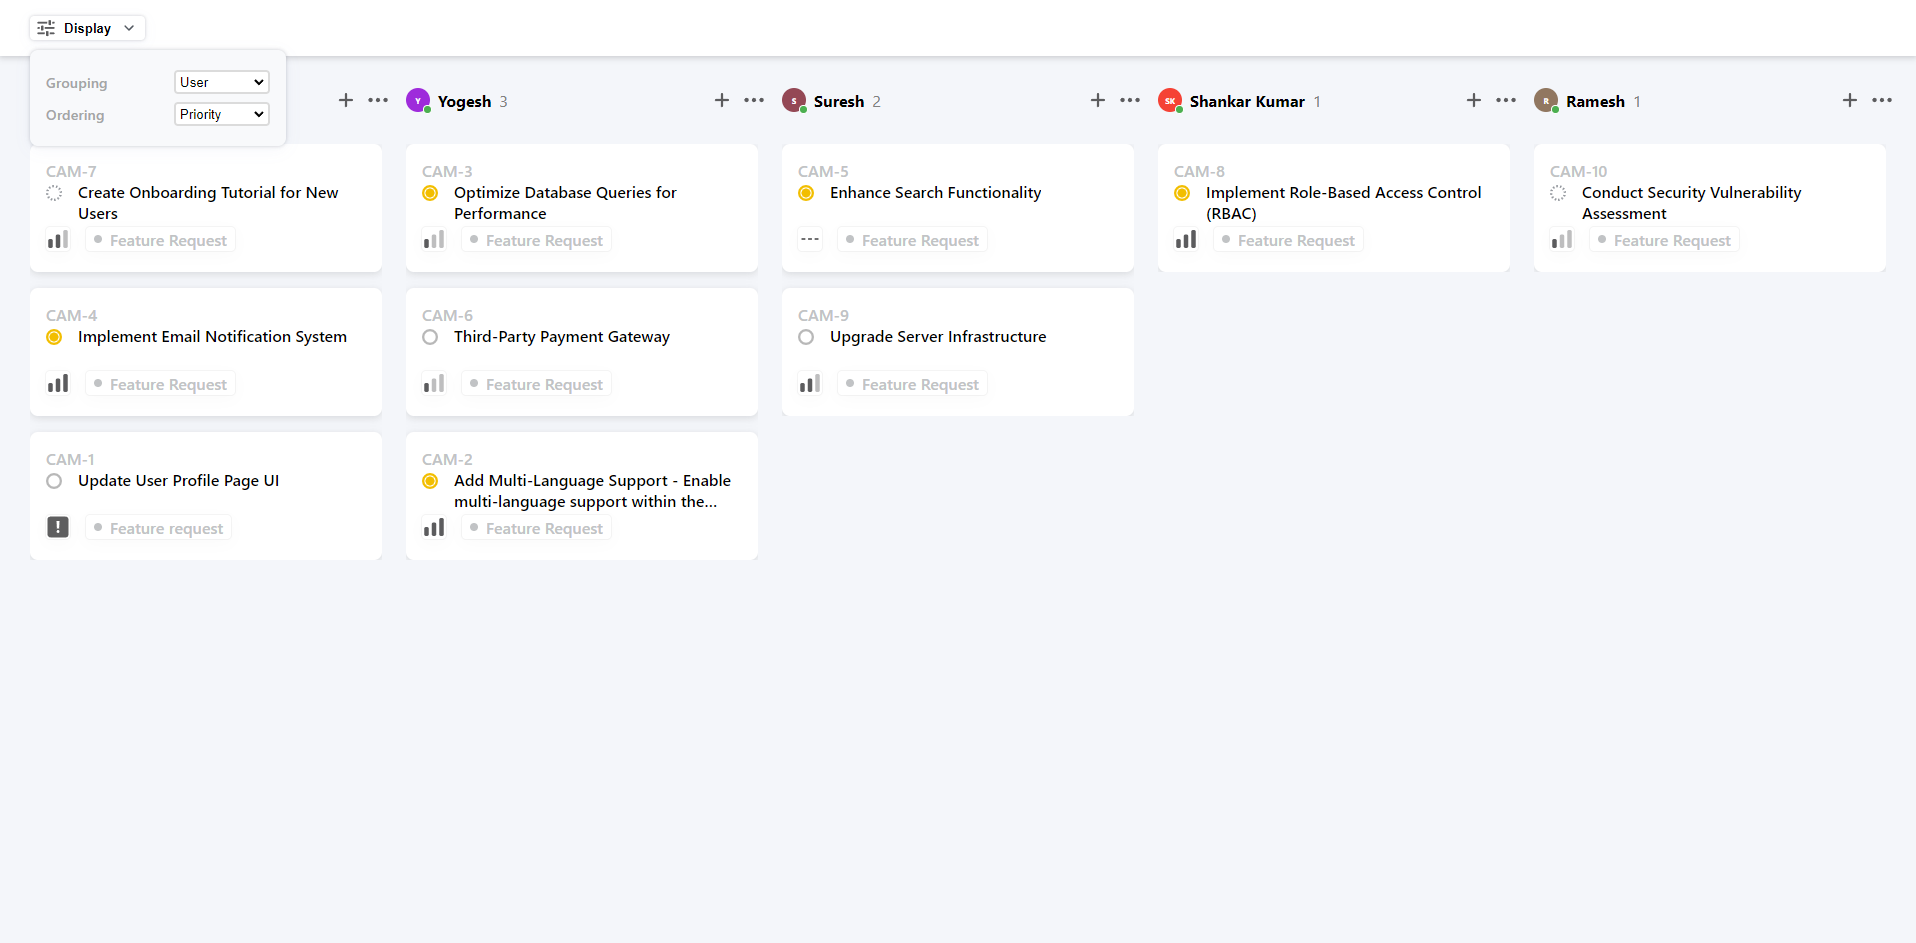 Display
Grouping User
Ordering Priority
Y Yogesh 3
S Suresh 2
SK Shankar Kumar 1
R Ramesh 1
CAM-7
Create Onboarding Tutorial for New
Users
Feature Request
CAM-4
Implement Email Notification System
Feature Request
CAM-1
Update User Profile Page UI
! Feature request
CAM-3
Optimize Database Queries for
Performance
Feature Request
CAM-6
Third-Party Payment Gateway
Feature Request
CAM-2
Add Multi-Language Support - Enable
multi-language support within the...
Feature Request
CAM-5
Enhance Search Functionality
Feature Request
CAM-9
Upgrade Server Infrastructure
Feature Request
CAM-8
Implement Role-Based Access Control
(RBAC)
Feature Request
CAM-10
Conduct Security Vulnerability
Assessment
Feature Request